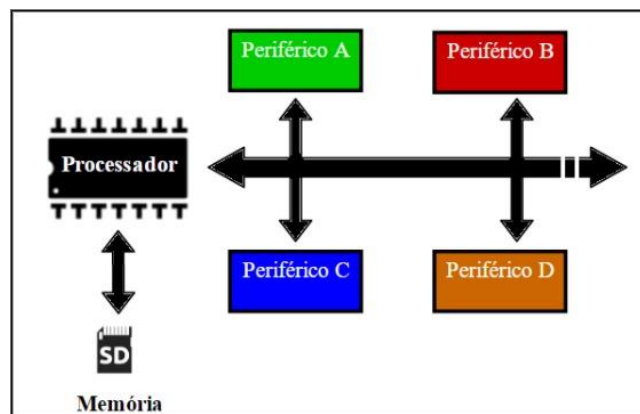 Periférico A
Periférico B
Processador
Periférico C
Periférico D
SD
Memória